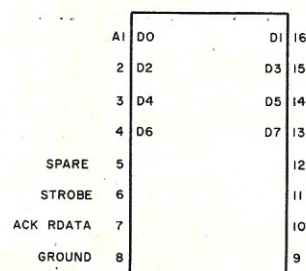 A1 D0 D1 16
2 D2 D3 15
3 D4 D5 14
4 D6 D7 13
SPARE 5 12
STROBE 6 11
ACK RDATA 7 10
GROUND 8 9